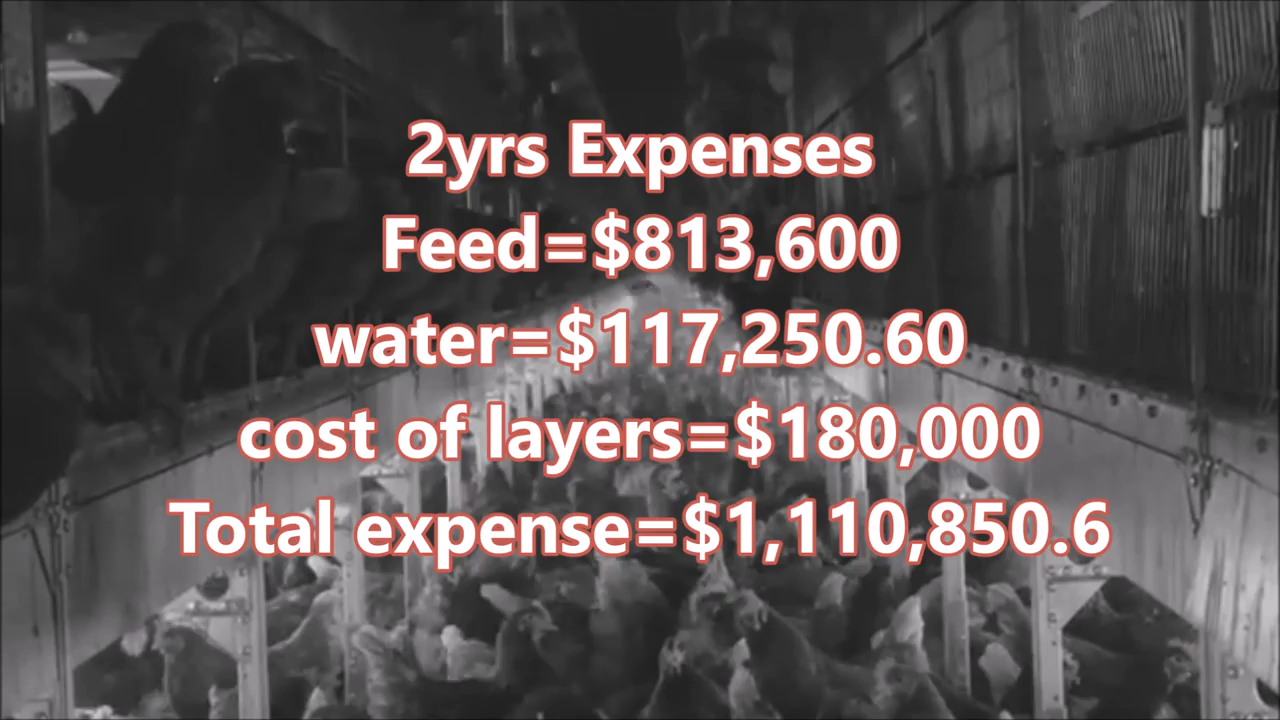 2yrs Expenses
Feed=$813,600
water=$117,250.60
cost of layers=$180,000
Total expense=$1,110,850.6